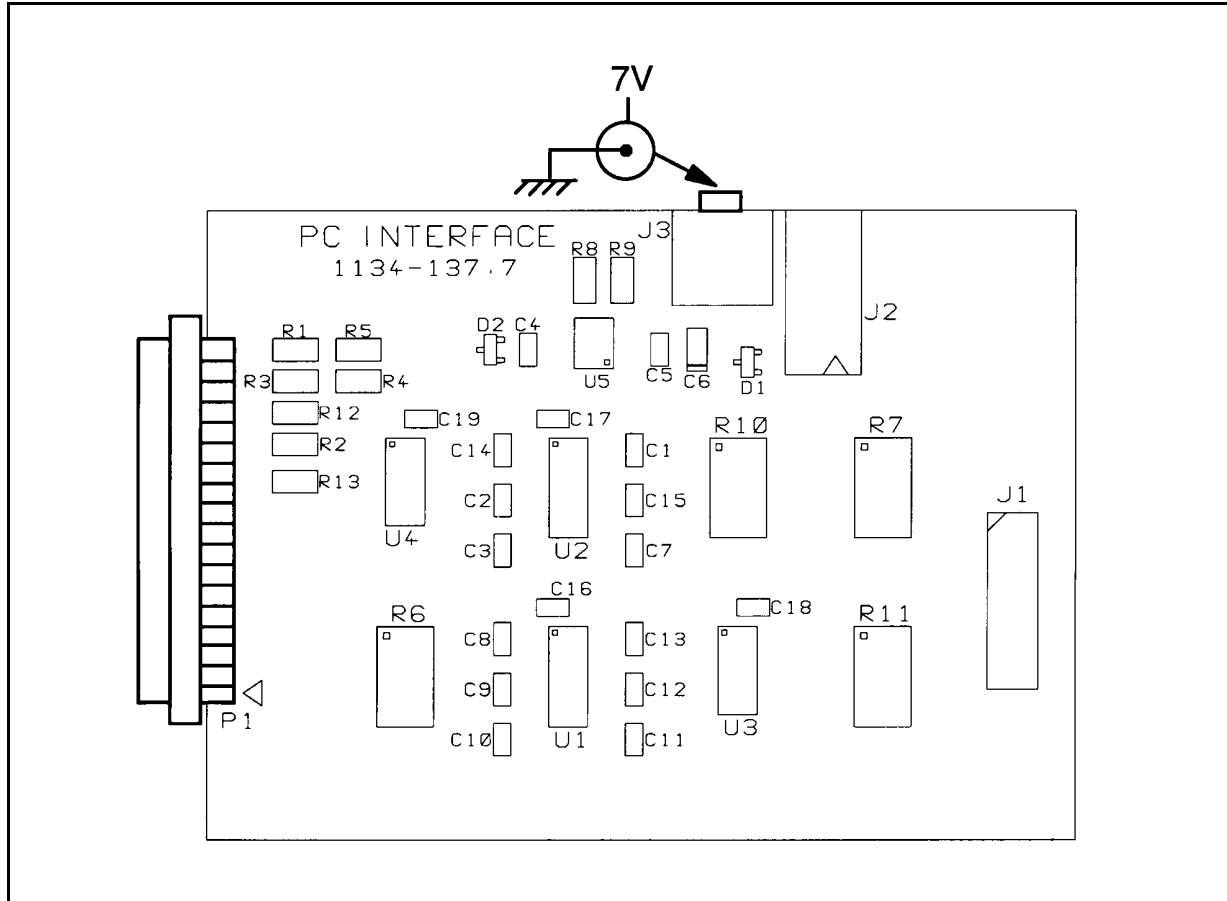 7V
PC INTERFACE
1134-137.7
J3
R8 R9
J2
R1 R5
D2 C4
U5
C5 C6
D1
R3 R4
R12
R2
R13
C19
C17
C14
C1
R10
R7
C2
C15
J1
U4
C3
U2
C7
C16
C18
R6
C8
C13
R11
C9
C12
P1
U3
C10
U1
C11